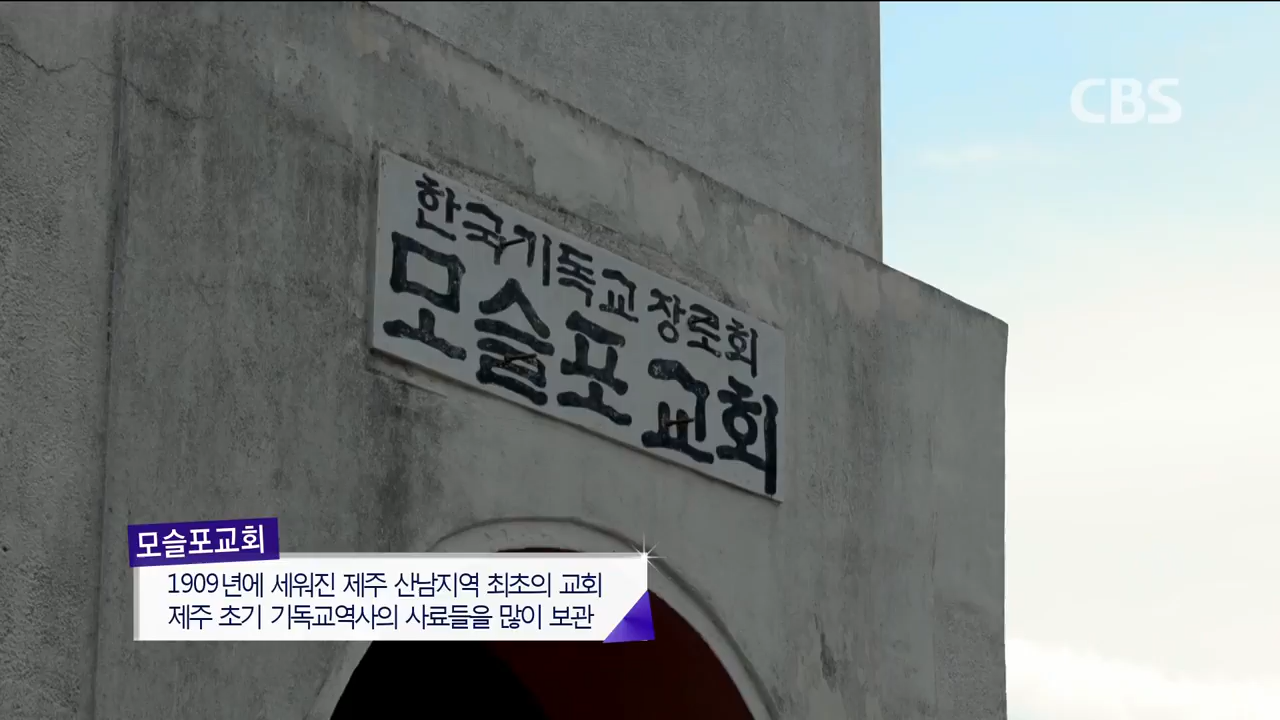 CBS
한국기독교 장로회
모슬포 교회
모슬포교회
1909년에 세워진 제주 산남지역 최초의 교회
제주 초기 기독교역사의 사료들을 많이 보관